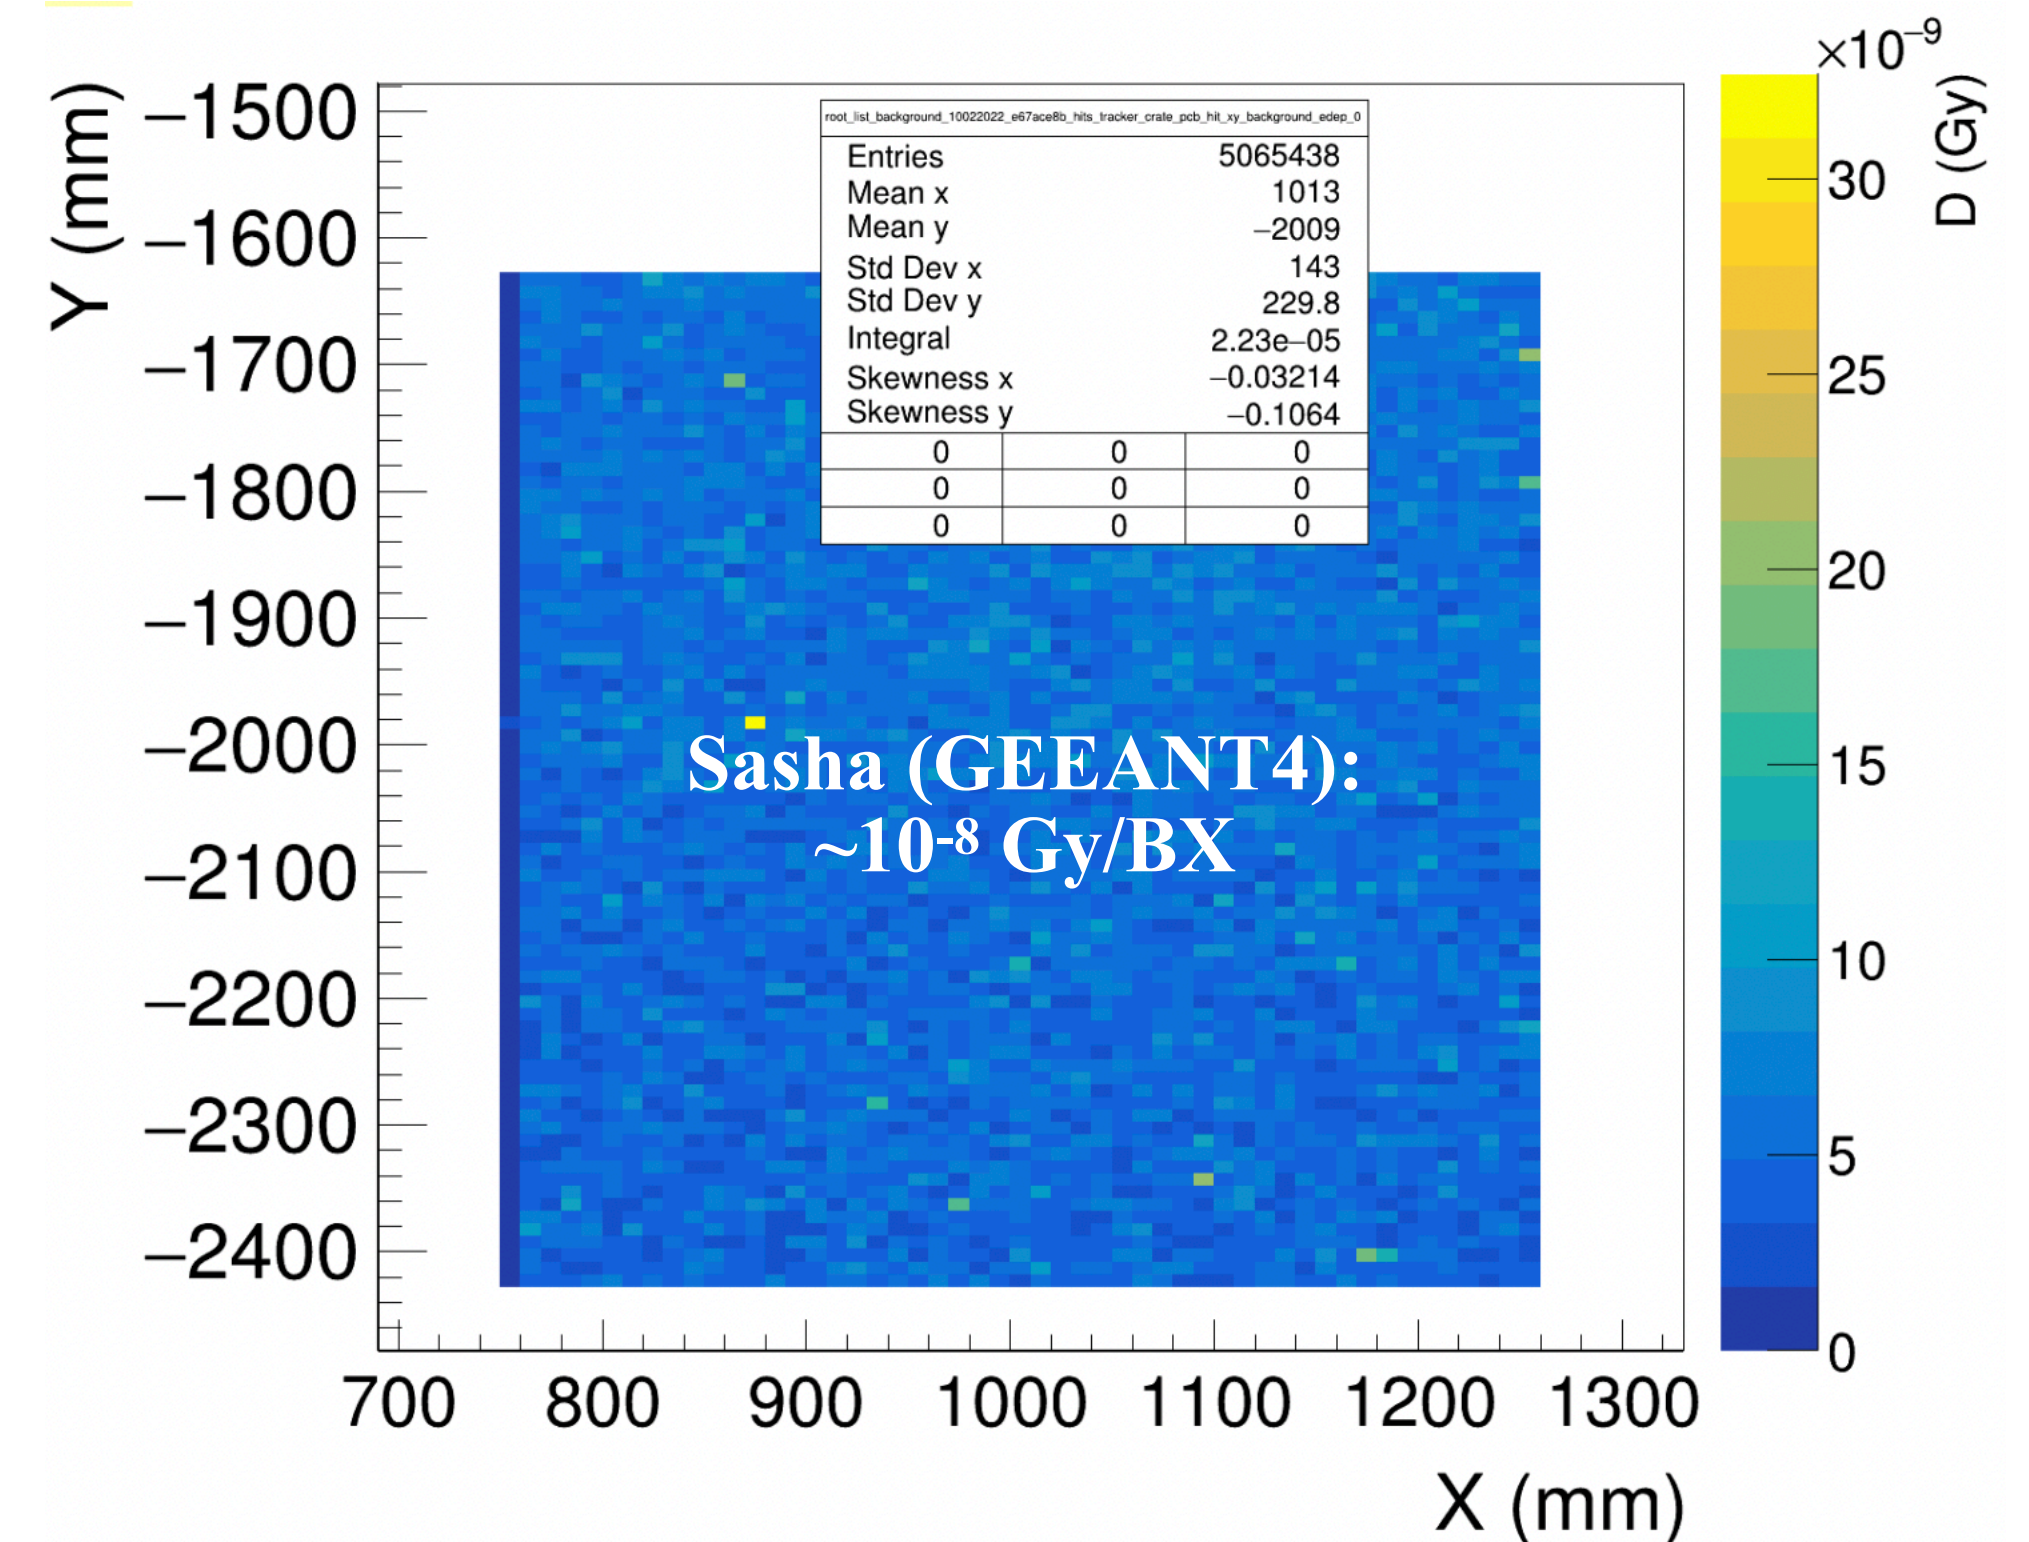 ×10⁻⁹
D (Gy)
Y (mm)
−1500
−1600
−1700
−1800
−1900
−2000
−2100
−2200
−2300
−2400
root_list_background_10022022_e67ace8b_hits_tracker_crate_pcb_hit_xy_background_edep_0
Entries 5065438
Mean x 1013
Mean y −2009
Std Dev x 143
Std Dev y 229.8
Integral 2.23e−05
Skewness x −0.03214
Skewness y −0.1064
0 0 0
0 0 0
0 0 0
Sasha (GEEANT4):
~10⁻⁸ Gy/BX
30
25
20
15
10
5
0
700 800 900 1000 1100 1200 1300
X (mm)